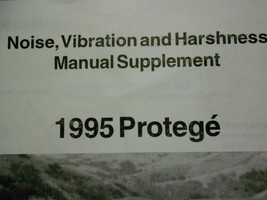 Noise, Vibration and Harshness
Manual Supplement
1995 Protegé